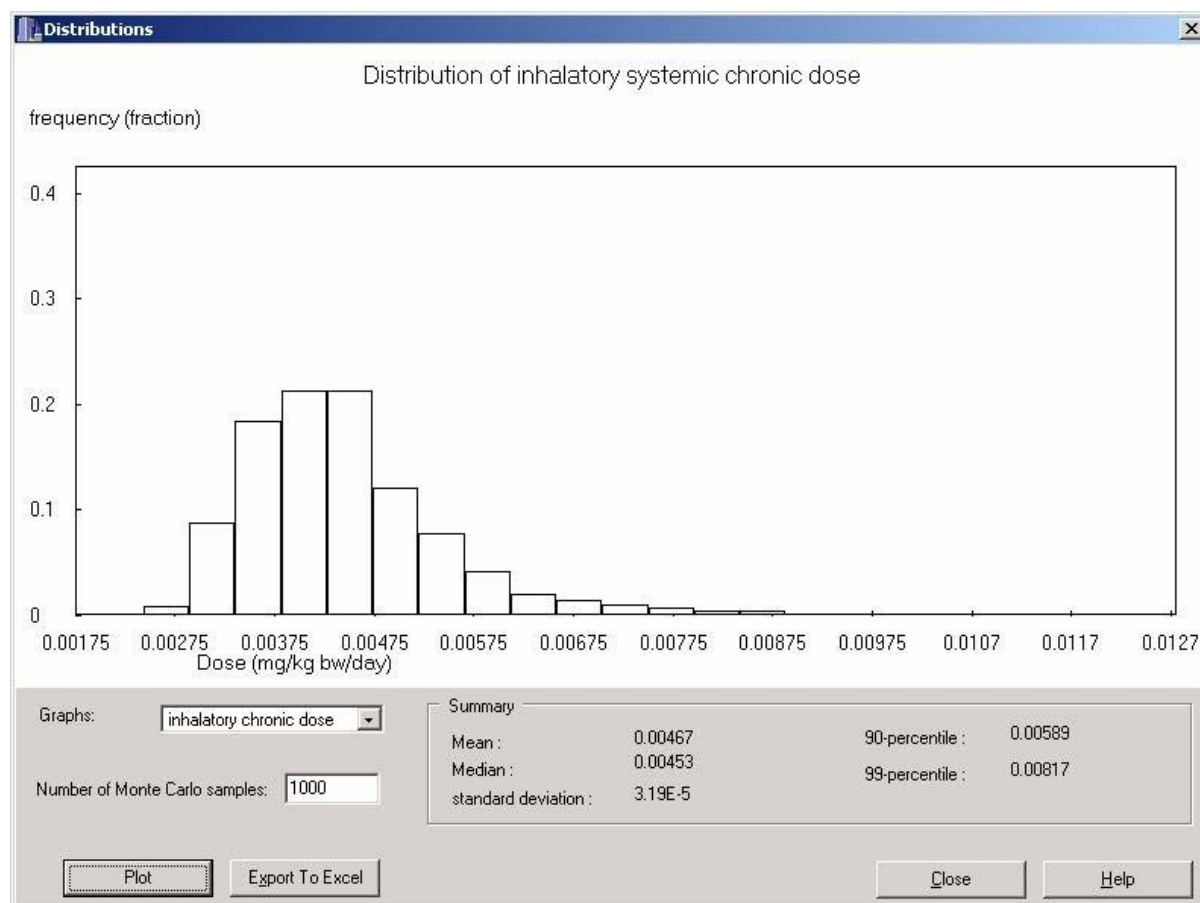 Distributions
Distribution of inhalatory systemic chronic dose
frequency (fraction)
0.4
0.3
0.2
0.1
0
0.00175 0.00275 0.00375 0.00475 0.00575 0.00675 0.00775 0.00875 0.00975 0.0107 0.0117 0.0127
Dose (mg/kg bw/day)
Graphs: inhalatory chronic dose
Number of Monte Carlo samples: 1000
Summary
Mean : 0.00467 90-percentile : 0.00589
Median : 0.00453 99-percentile : 0.00817
standard deviation : 3.19E-5
Plot Export To Excel Close Help